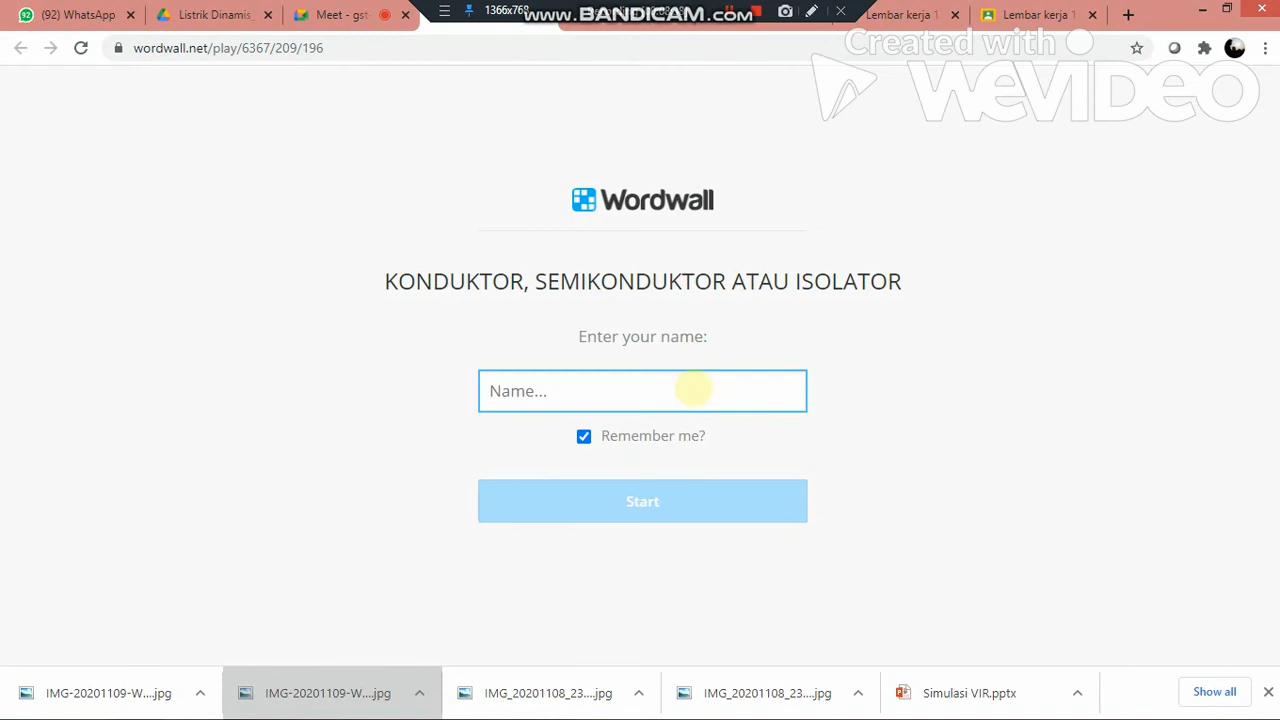 (92) WhatsApp
Listrik Dinamis
Meet - gst-
1366x768
www.BANDICAM.com
Lembar kerja 1
Lembar kerja 1
wordwall.net/play/6367/209/196
Created with
WeVideo
Wordwall
KONDUKTOR, SEMIKONDUKTOR ATAU ISOLATOR
Enter your name:
Name...
Remember me?
Start
IMG-20201109-W....jpg
IMG-20201109-W....jpg
IMG_20201108_23....jpg
IMG_20201108_23....jpg
Simulasi VIR.pptx
Show all